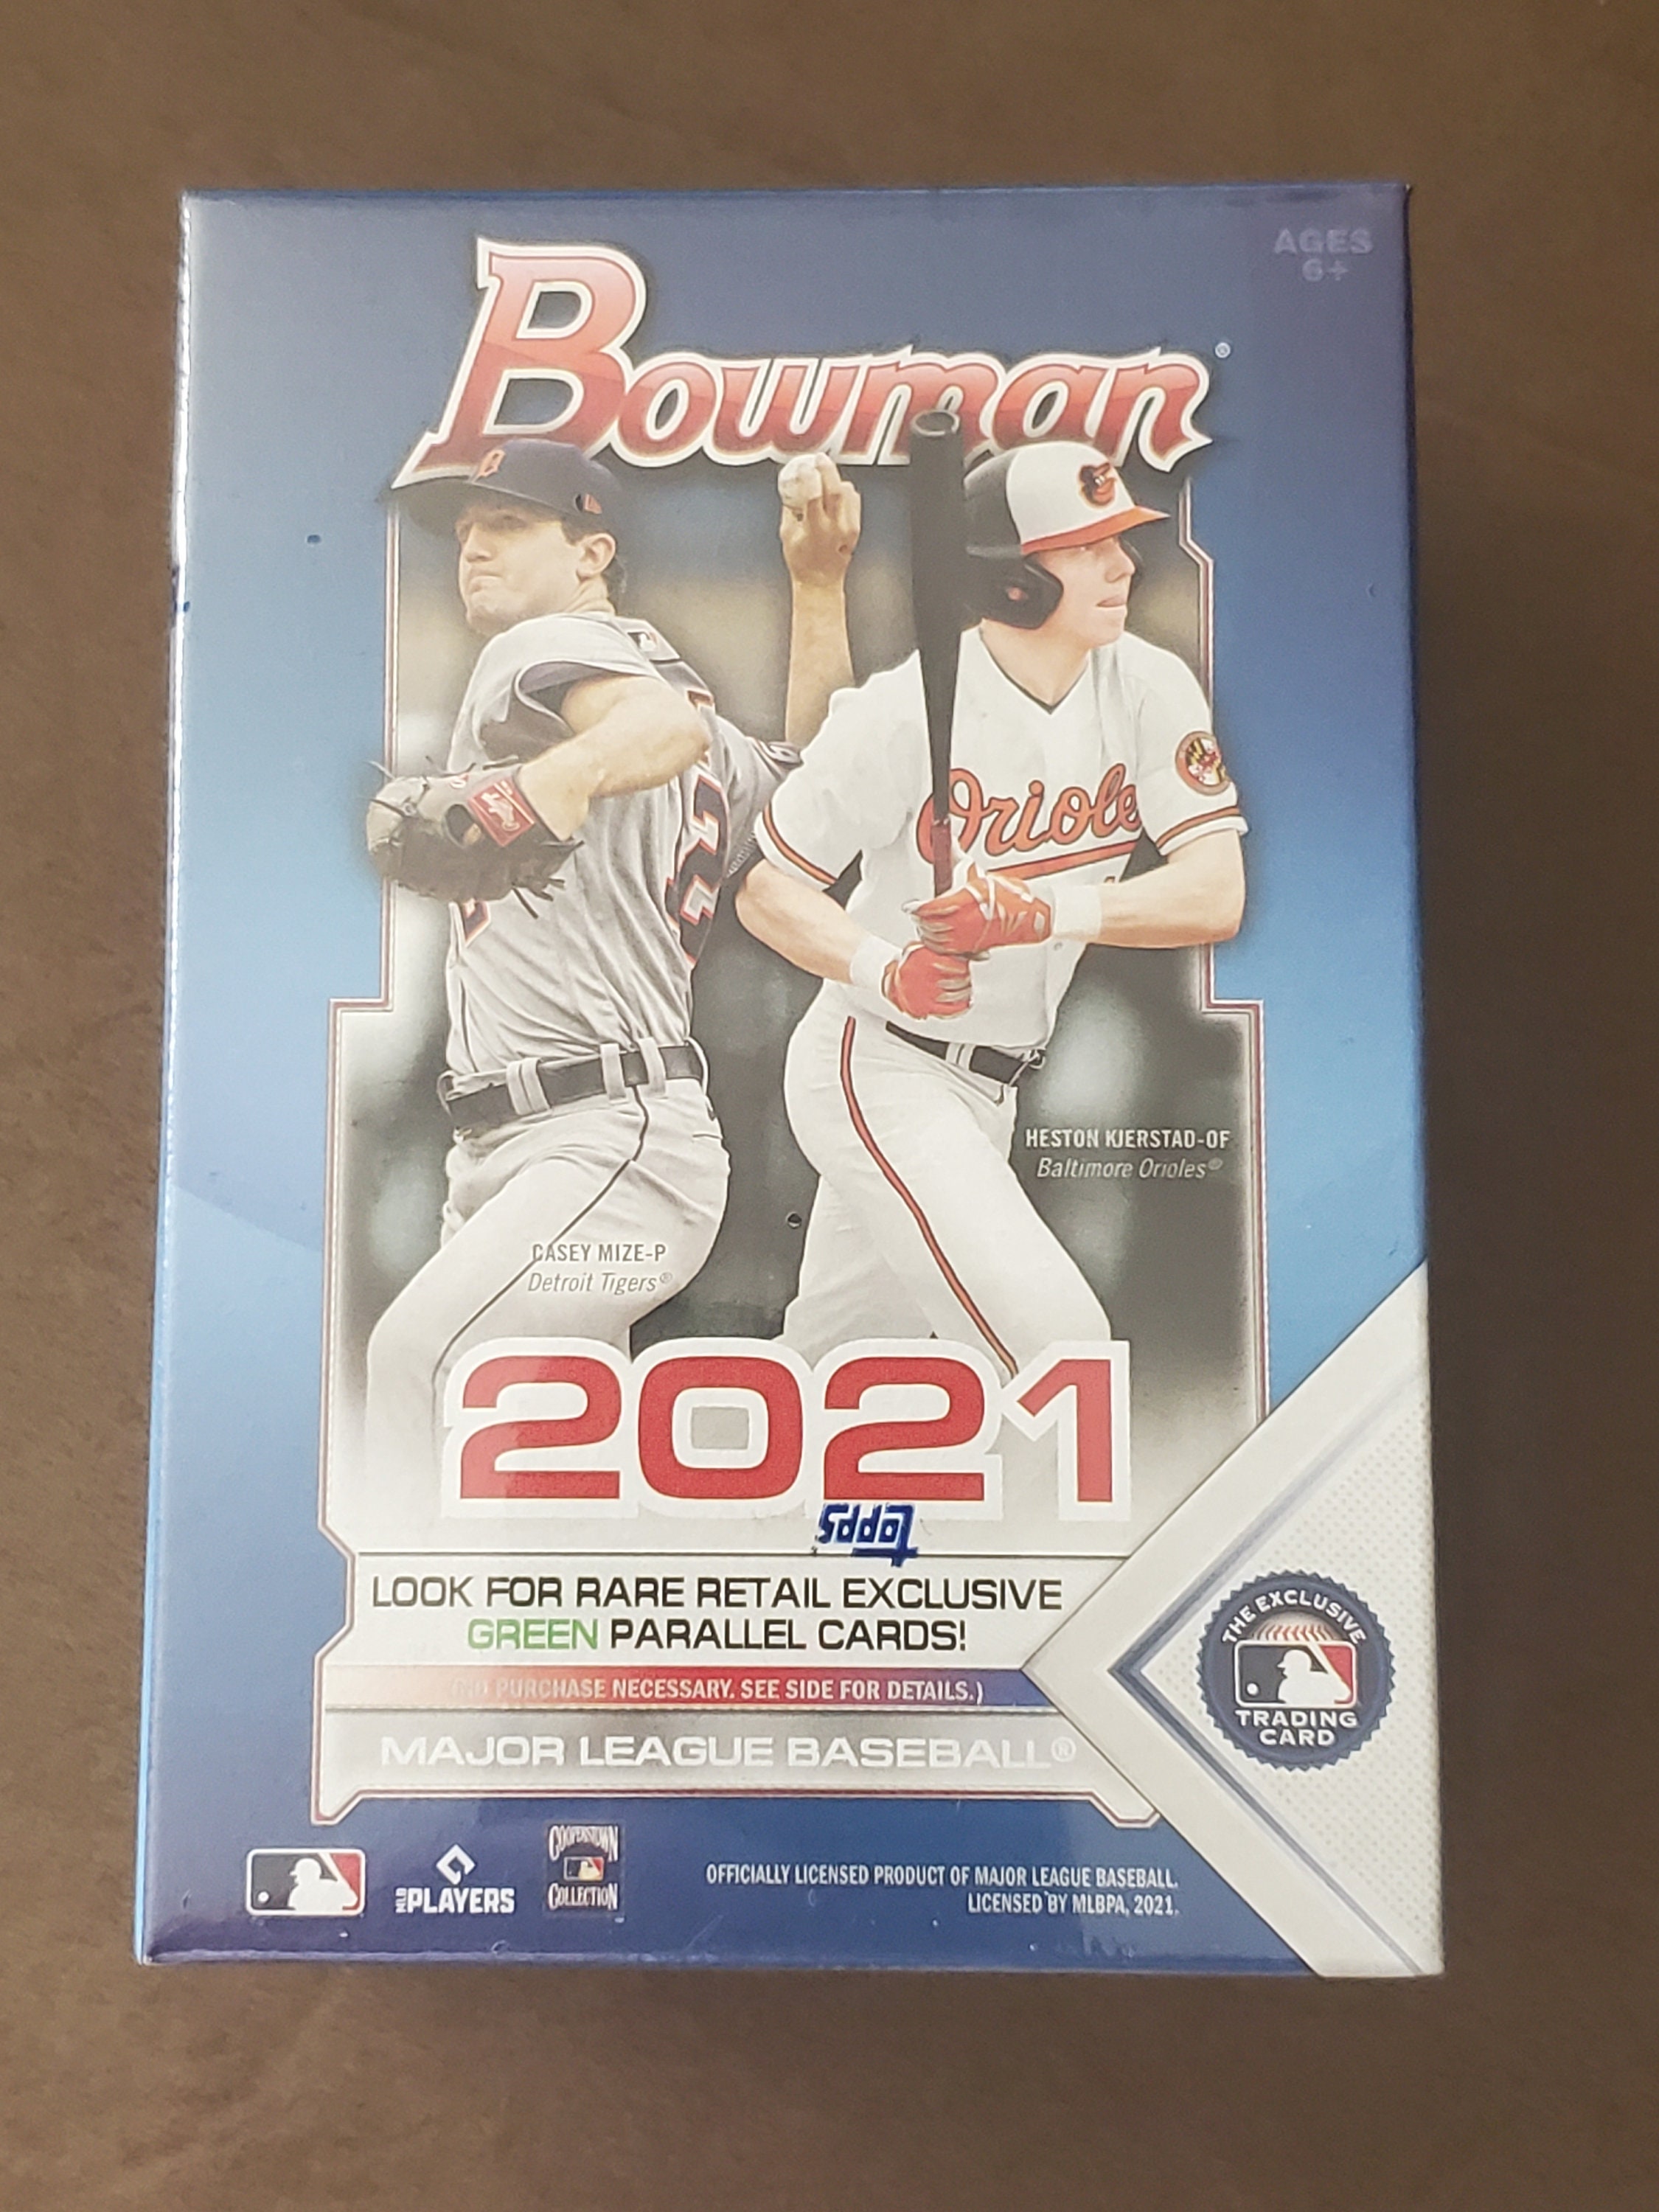 AGES
6+
Bowman®
Orioles
HESTON KJERSTAD-OF
Baltimore Orioles®
CASEY MIZE-P
Detroit Tigers®
2021
topps
LOOK FOR RARE RETAIL EXCLUSIVE
GREEN PARALLEL CARDS!
(NO PURCHASE NECESSARY. SEE SIDE FOR DETAILS.)
MAJOR LEAGUE BASEBALL®
THE EXCLUSIVE
TRADING
CARD
MLB PLAYERS
COOPERSTOWN
COLLECTION
OFFICIALLY LICENSED PRODUCT OF MAJOR LEAGUE BASEBALL.
LICENSED BY MLBPA, 2021.